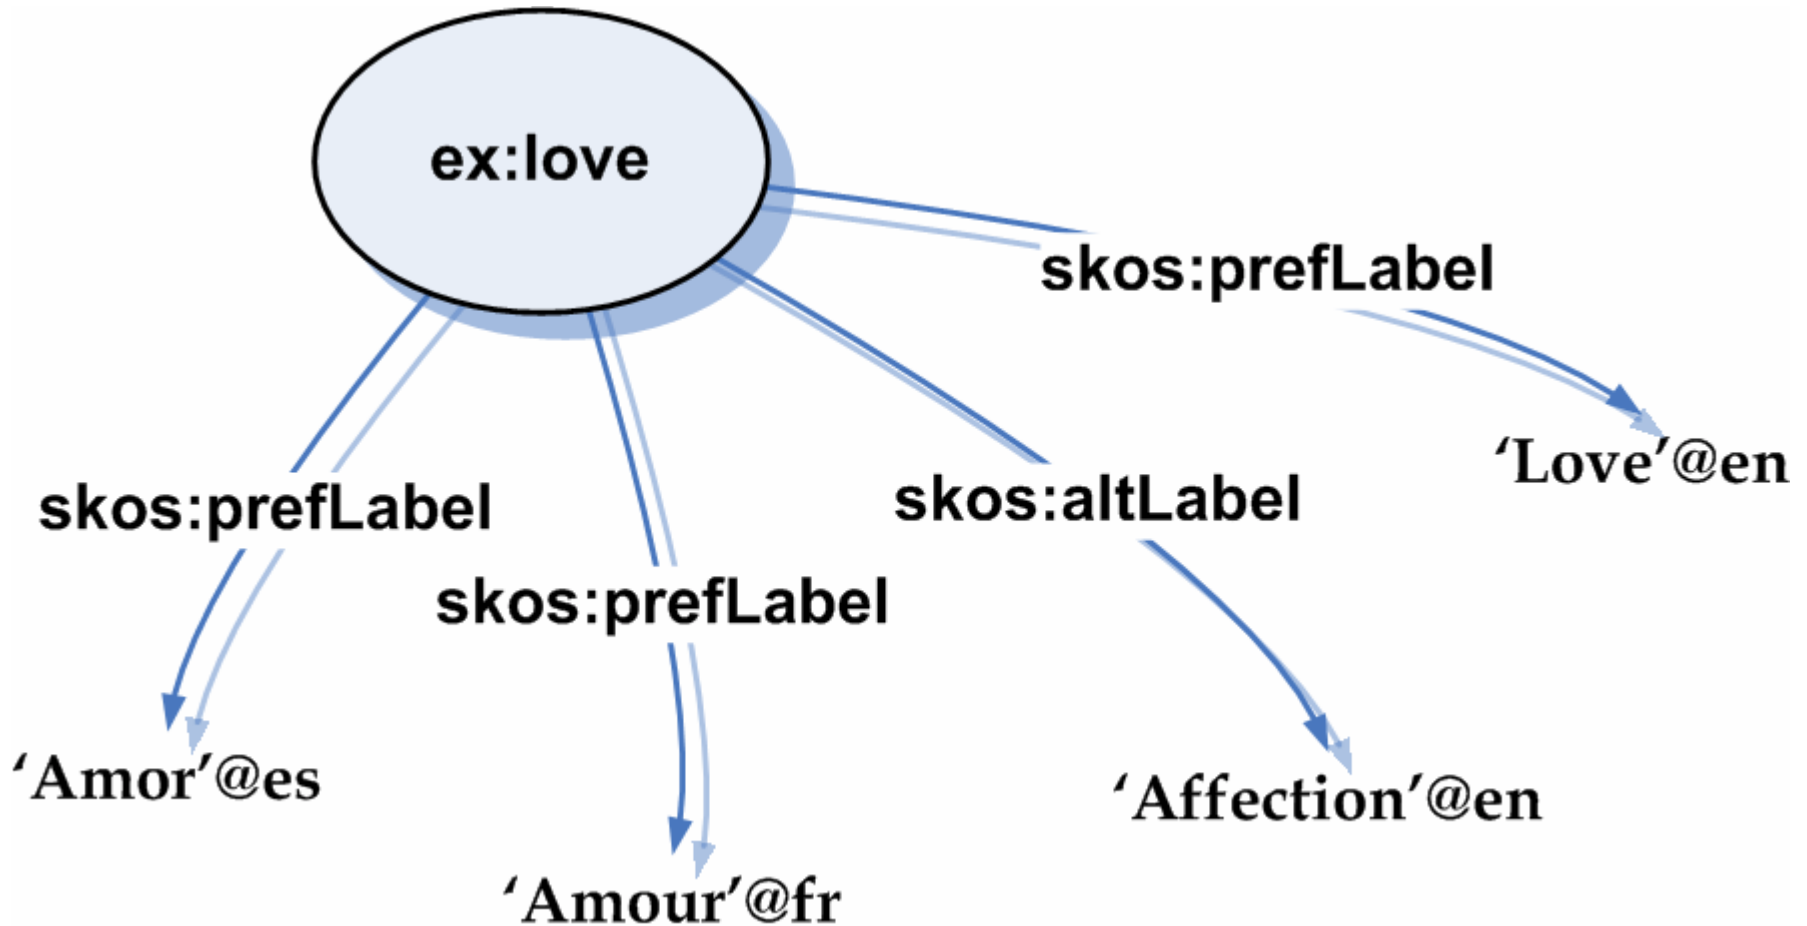 ex:love
skos:prefLabel
‘Love’@en
skos:prefLabel
skos:altLabel
skos:prefLabel
‘Amor’@es
‘Affection’@en
‘Amour’@fr